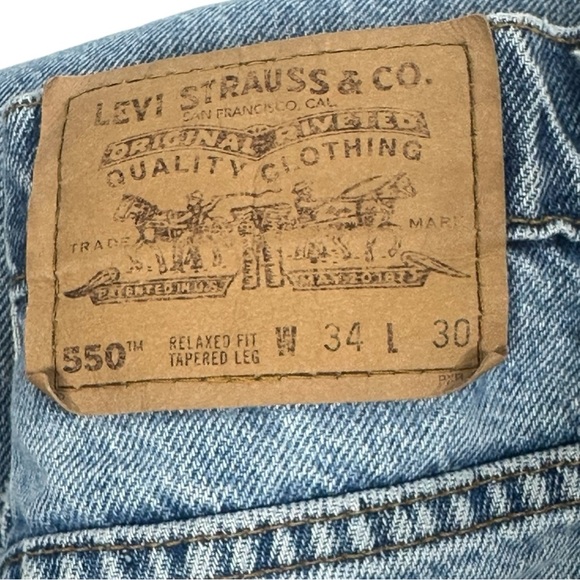 LEVI STRAUSS & CO.
SAN FRANCISCO, CAL.
ORIGINAL RIVETED
QUALITY CLOTHING
TRADE MARK
PATENTED IN U.S. MAY 20 1873
550™ RELAXED FIT W 34 L 30
TAPERED LEG